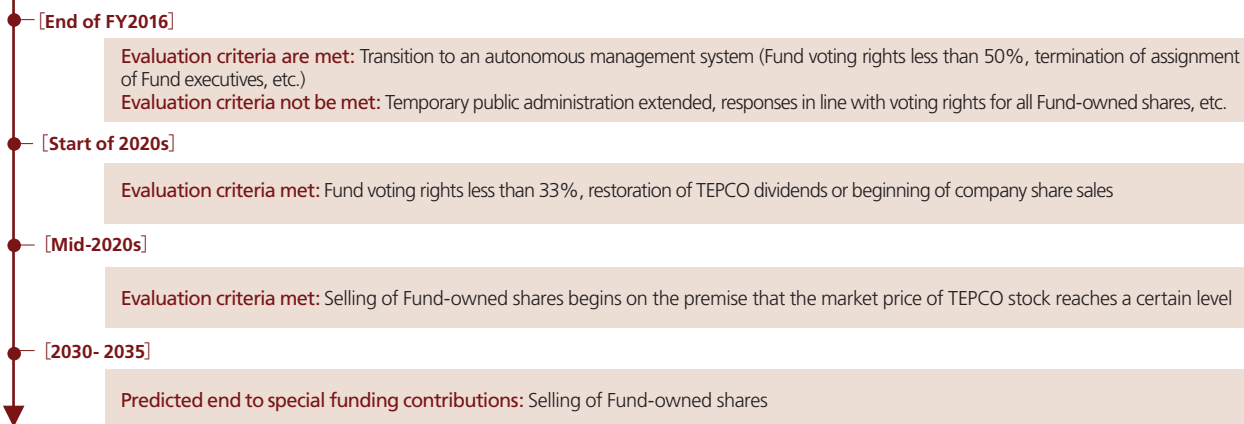 ［End of FY2016］
Evaluation criteria are met: Transition to an autonomous management system (Fund voting rights less than 50%, termination of assignment
of Fund executives, etc.)
Evaluation criteria not be met: Temporary public administration extended, responses in line with voting rights for all Fund-owned shares, etc.
［Start of 2020s］
Evaluation criteria met: Fund voting rights less than 33%, restoration of TEPCO dividends or beginning of company share sales
［Mid-2020s］
Evaluation criteria met: Selling of Fund-owned shares begins on the premise that the market price of TEPCO stock reaches a certain level
［2030- 2035］
Predicted end to special funding contributions: Selling of Fund-owned shares